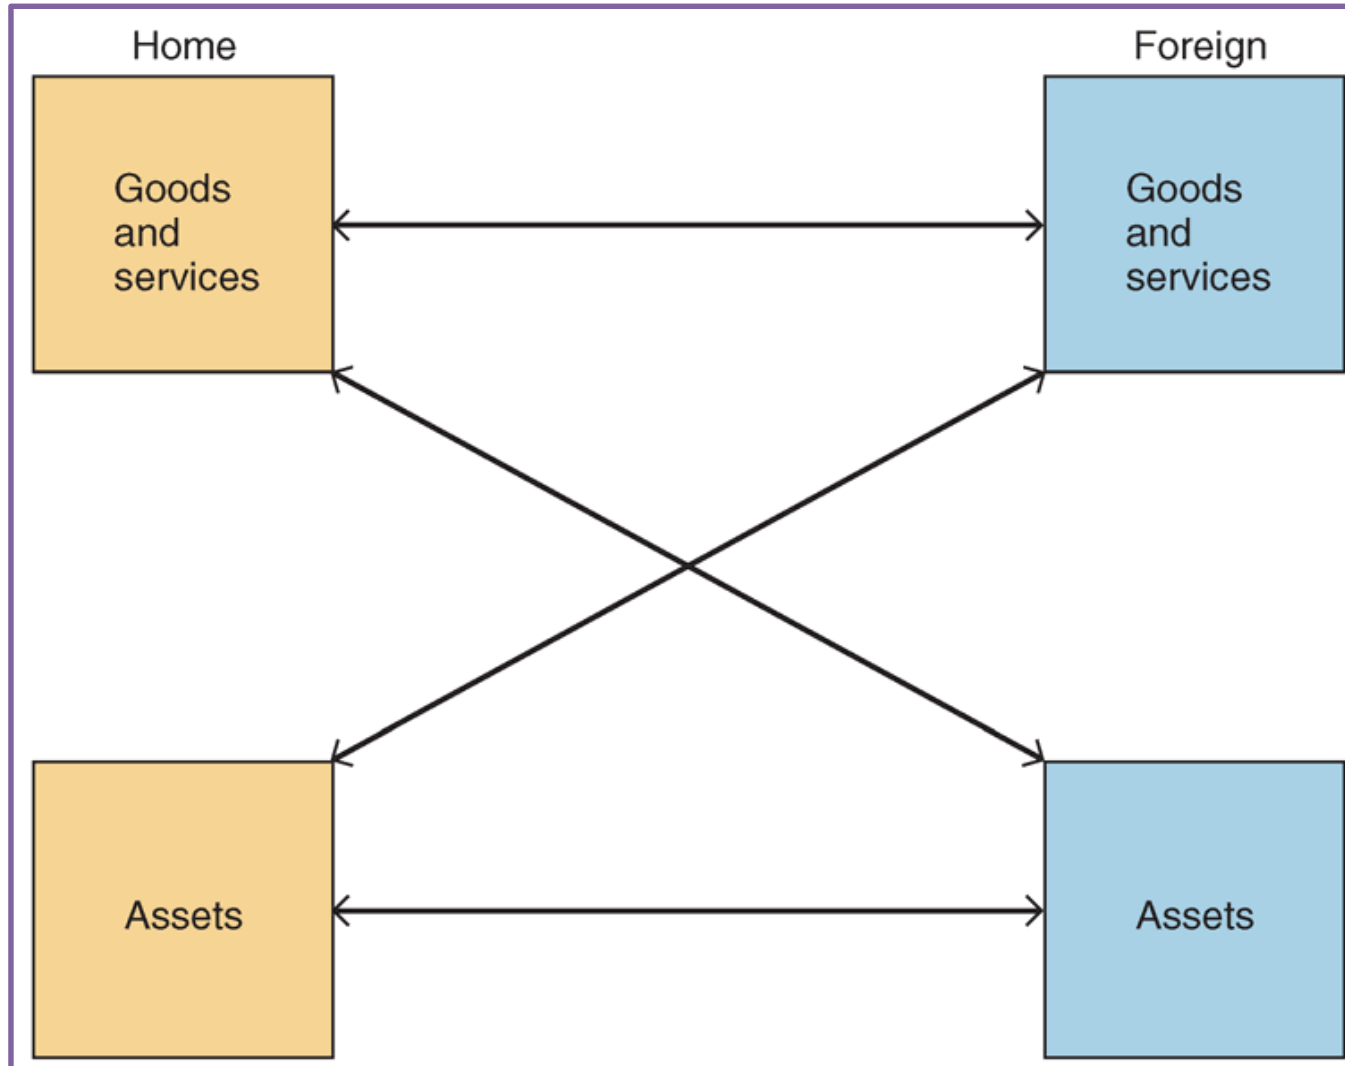 Home
Foreign
Goods
and
services
Goods
and
services
Assets
Assets